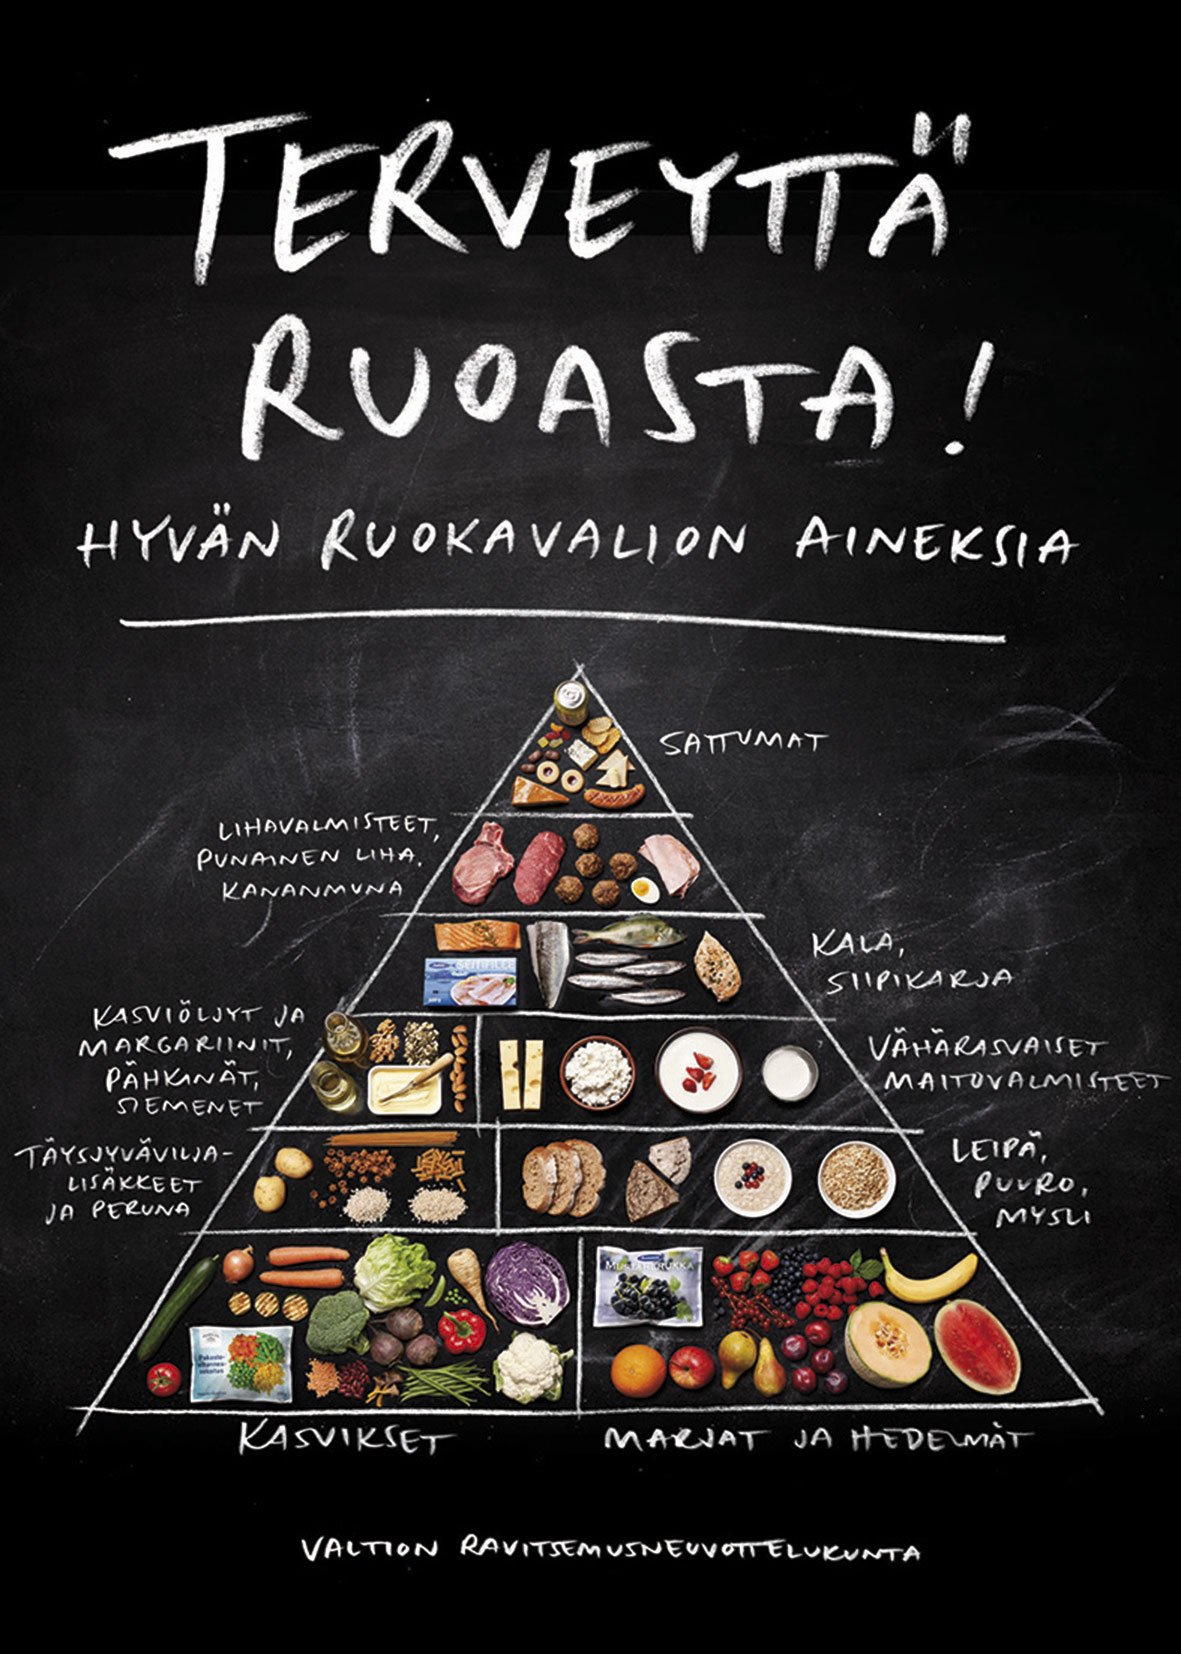 TERVEYTTÄ
RUOASTA!
HYVÄN RUOKAVALION AINEKSIA
SATTUMAT
LIHAVALMISTEET,
PUNAINEN LIHA,
KANANMUNA
KALA,
SIIPIKARJA
KASVIÖLJYT JA
MARGARIINIT,
PÄHKINÄT,
SIEMENET
VÄHÄRASVAISET
MAITOVALMISTEET
TÄYSJYVÄVILJA-
LISÄKKEET
JA PERUNA
LEIPÄ,
PUURO,
MYSLI
Pakaste-
KASVIKSET
MARJAT JA HEDELMÄT
VALTION RAVITSEMUSNEUVOTTELUKUNTA